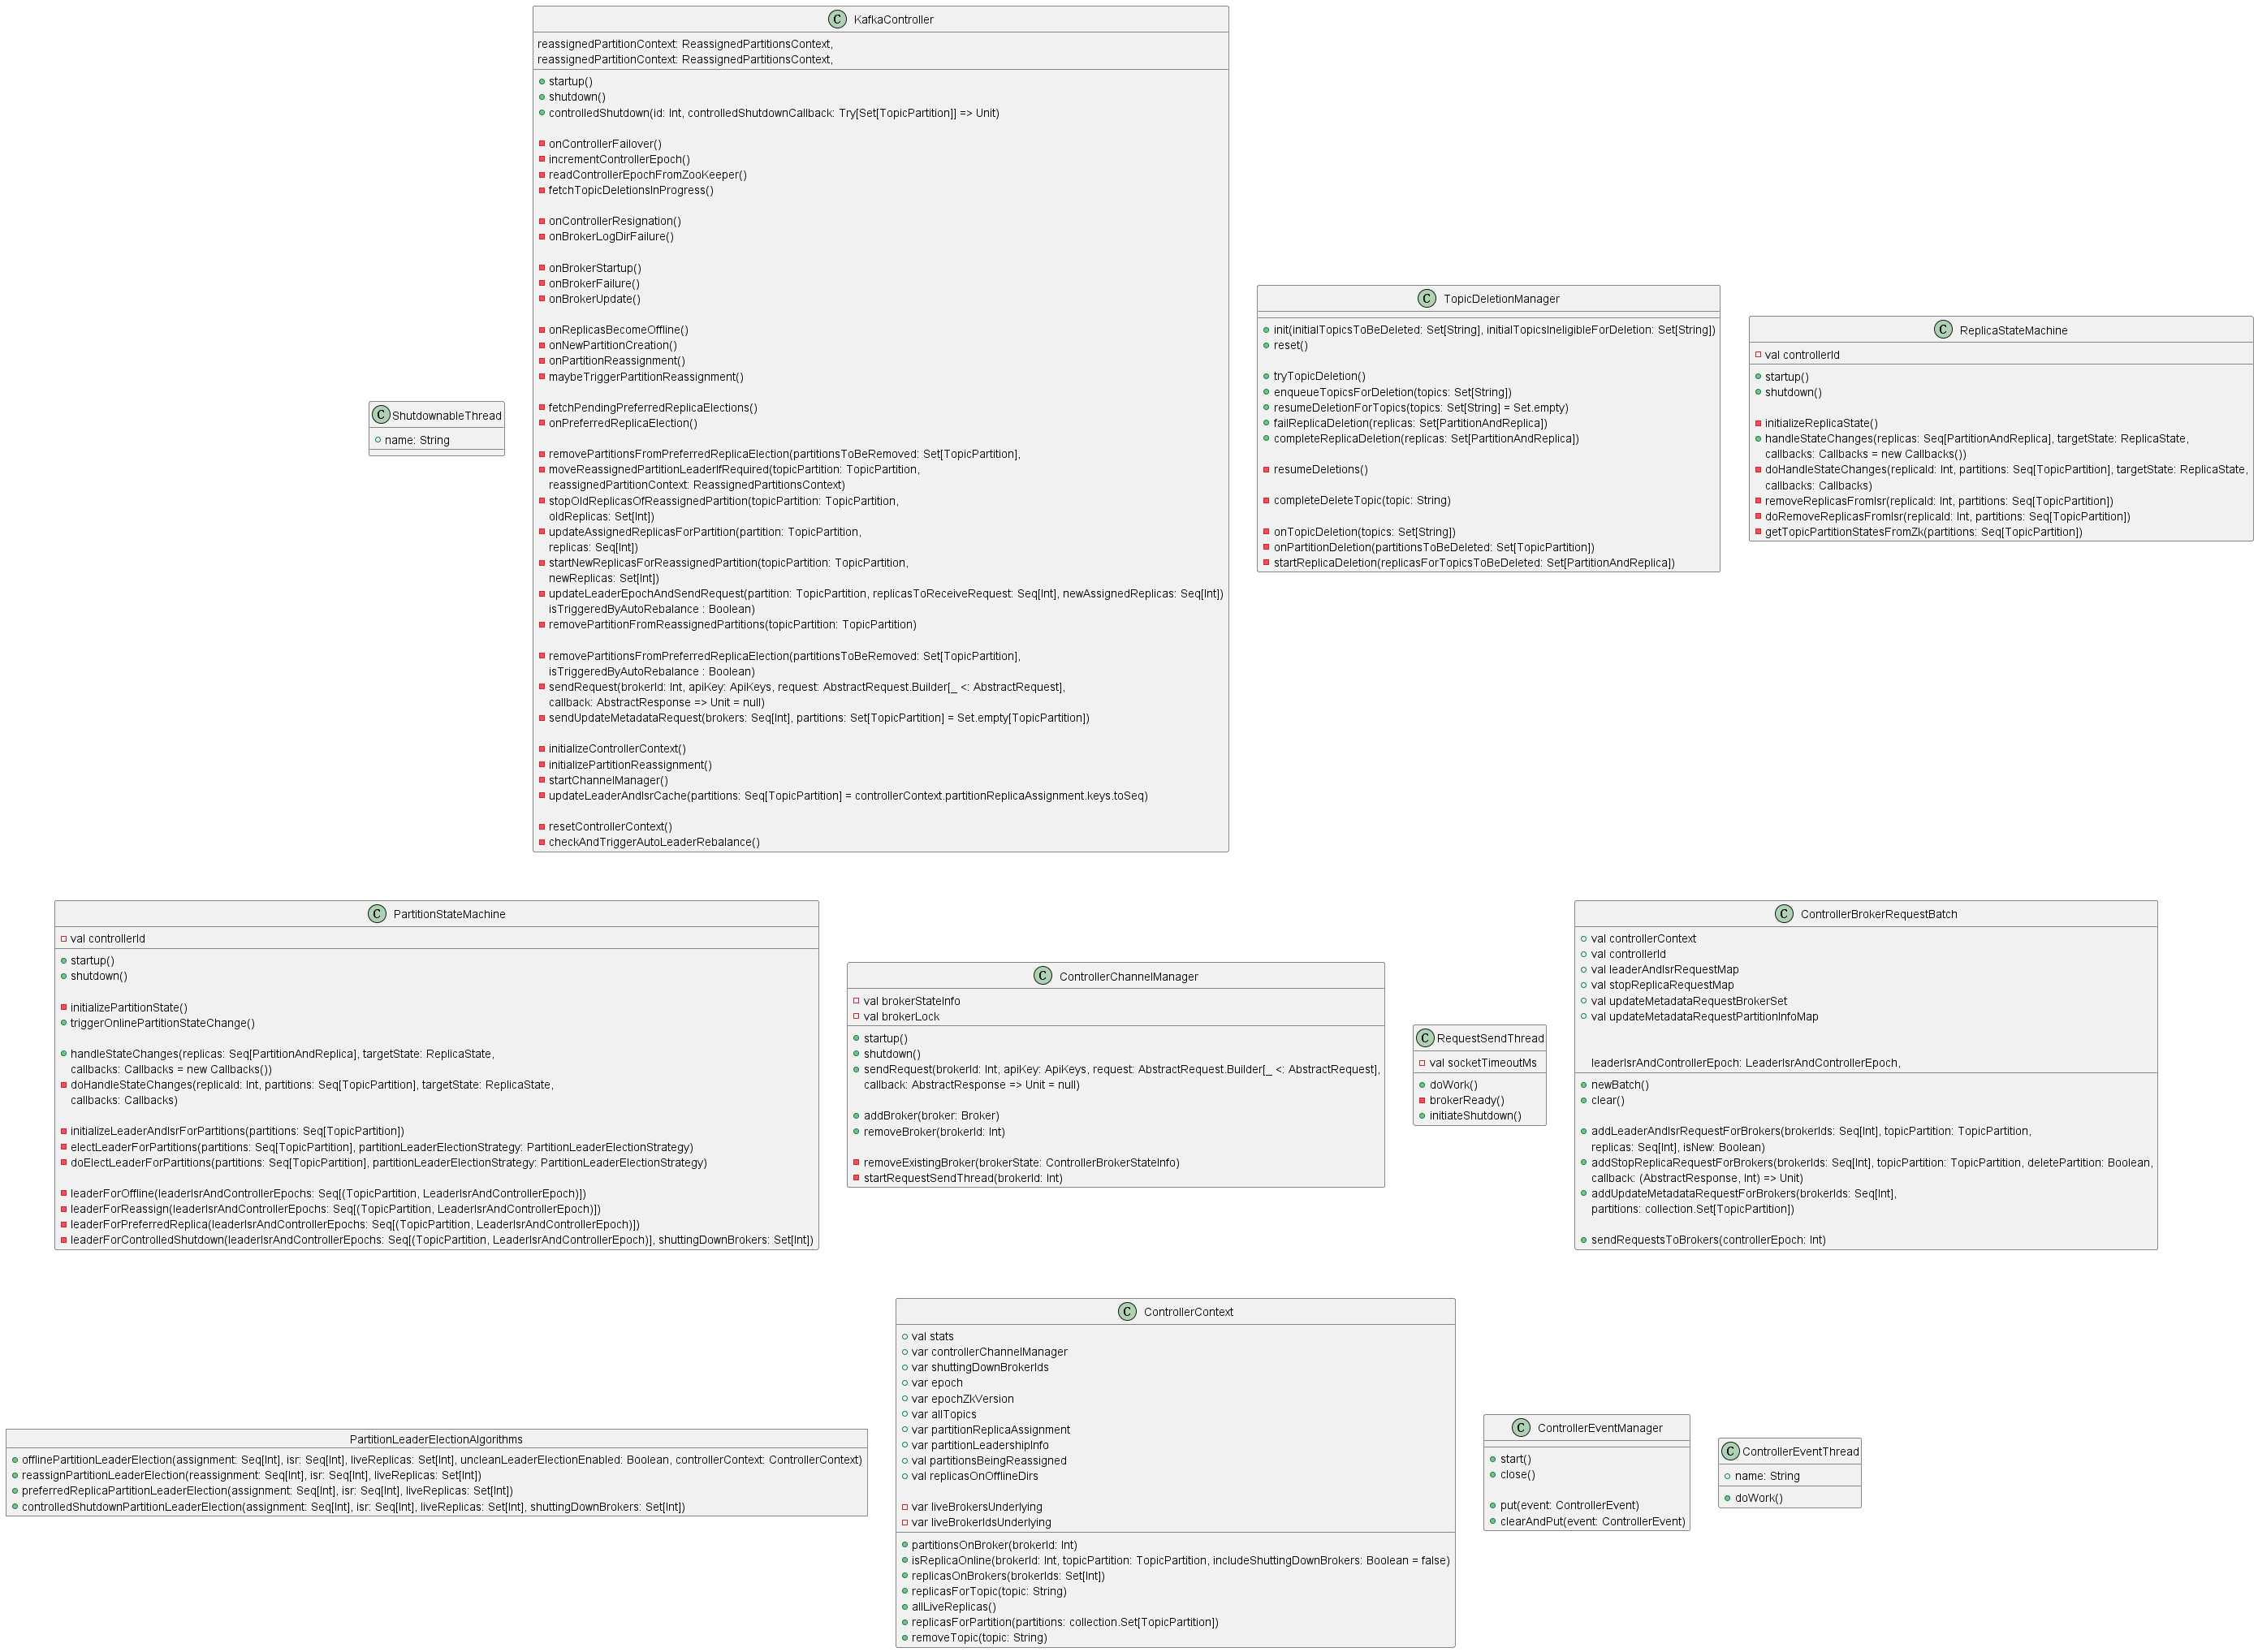 C ShutdownableThread
name: String
C KafkaController
reassignedPartitionContext: ReassignedPartitionsContext,
reassignedPartitionContext: ReassignedPartitionsContext,
startup()
shutdown()
controlledShutdown(id: Int, controlledShutdownCallback: Try[Set[TopicPartition]] => Unit)
onControllerFailover()
incrementControllerEpoch()
readControllerEpochFromZooKeeper()
fetchTopicDeletionsInProgress()
onControllerResignation()
onBrokerLogDirFailure()
onBrokerStartup()
onBrokerFailure()
onBrokerUpdate()
onReplicasBecomeOffline()
onNewPartitionCreation()
onPartitionReassignment()
maybeTriggerPartitionReassignment()
fetchPendingPreferredReplicaElections()
onPreferredReplicaElection()
removePartitionsFromPreferredReplicaElection(partitionsToBeRemoved: Set[TopicPartition],
moveReassignedPartitionLeaderIfRequired(topicPartition: TopicPartition,
reassignedPartitionContext: ReassignedPartitionsContext)
stopOldReplicasOfReassignedPartition(topicPartition: TopicPartition,
oldReplicas: Set[Int])
updateAssignedReplicasForPartition(partition: TopicPartition,
replicas: Seq[Int])
startNewReplicasForReassignedPartition(topicPartition: TopicPartition,
newReplicas: Set[Int])
updateLeaderEpochAndSendRequest(partition: TopicPartition, replicasToReceiveRequest: Seq[Int], newAssignedReplicas: Seq[Int])
isTriggeredByAutoRebalance : Boolean)
removePartitionFromReassignedPartitions(topicPartition: TopicPartition)
removePartitionsFromPreferredReplicaElection(partitionsToBeRemoved: Set[TopicPartition],
isTriggeredByAutoRebalance : Boolean)
sendRequest(brokerId: Int, apiKey: ApiKeys, request: AbstractRequest.Builder[_ <: AbstractRequest],
callback: AbstractResponse => Unit = null)
sendUpdateMetadataRequest(brokers: Seq[Int], partitions: Set[TopicPartition] = Set.empty[TopicPartition])
initializeControllerContext()
initializePartitionReassignment()
startChannelManager()
updateLeaderAndIsrCache(partitions: Seq[TopicPartition] = controllerContext.partitionReplicaAssignment.keys.toSeq)
resetControllerContext()
checkAndTriggerAutoLeaderRebalance()
C TopicDeletionManager
init(initialTopicsToBeDeleted: Set[String], initialTopicsIneligibleForDeletion: Set[String])
reset()
tryTopicDeletion()
enqueueTopicsForDeletion(topics: Set[String])
resumeDeletionForTopics(topics: Set[String] = Set.empty)
failReplicaDeletion(replicas: Set[PartitionAndReplica])
completeReplicaDeletion(replicas: Set[PartitionAndReplica])
resumeDeletions()
completeDeleteTopic(topic: String)
onTopicDeletion(topics: Set[String])
onPartitionDeletion(partitionsToBeDeleted: Set[TopicPartition])
startReplicaDeletion(replicasForTopicsToBeDeleted: Set[PartitionAndReplica])
C ReplicaStateMachine
val controllerId
startup()
shutdown()
initializeReplicaState()
handleStateChanges(replicas: Seq[PartitionAndReplica], targetState: ReplicaState,
callbacks: Callbacks = new Callbacks())
doHandleStateChanges(replicaId: Int, partitions: Seq[TopicPartition], targetState: ReplicaState,
callbacks: Callbacks)
removeReplicasFromIsr(replicaId: Int, partitions: Seq[TopicPartition])
doRemoveReplicasFromIsr(replicaId: Int, partitions: Seq[TopicPartition])
getTopicPartitionStatesFromZk(partitions: Seq[TopicPartition])
C PartitionStateMachine
val controllerId
startup()
shutdown()
initializePartitionState()
triggerOnlinePartitionStateChange()
handleStateChanges(replicas: Seq[PartitionAndReplica], targetState: ReplicaState,
callbacks: Callbacks = new Callbacks())
doHandleStateChanges(replicaId: Int, partitions: Seq[TopicPartition], targetState: ReplicaState,
callbacks: Callbacks)
initializeLeaderAndIsrForPartitions(partitions: Seq[TopicPartition])
electLeaderForPartitions(partitions: Seq[TopicPartition], partitionLeaderElectionStrategy: PartitionLeaderElectionStrategy)
doElectLeaderForPartitions(partitions: Seq[TopicPartition], partitionLeaderElectionStrategy: PartitionLeaderElectionStrategy)
leaderForOffline(leaderIsrAndControllerEpochs: Seq[(TopicPartition, LeaderIsrAndControllerEpoch)])
leaderForReassign(leaderIsrAndControllerEpochs: Seq[(TopicPartition, LeaderIsrAndControllerEpoch)])
leaderForPreferredReplica(leaderIsrAndControllerEpochs: Seq[(TopicPartition, LeaderIsrAndControllerEpoch)])
leaderForControlledShutdown(leaderIsrAndControllerEpochs: Seq[(TopicPartition, LeaderIsrAndControllerEpoch)], shuttingDownBrokers: Set[Int])
C ControllerChannelManager
val brokerStateInfo
val brokerLock
startup()
shutdown()
sendRequest(brokerId: Int, apiKey: ApiKeys, request: AbstractRequest.Builder[_ <: AbstractRequest],
callback: AbstractResponse => Unit = null)
addBroker(broker: Broker)
removeBroker(brokerId: Int)
removeExistingBroker(brokerState: ControllerBrokerStateInfo)
startRequestSendThread(brokerId: Int)
C RequestSendThread
val socketTimeoutMs
doWork()
brokerReady()
initiateShutdown()
C ControllerBrokerRequestBatch
val controllerContext
val controllerId
val leaderAndIsrRequestMap
val stopReplicaRequestMap
val updateMetadataRequestBrokerSet
val updateMetadataRequestPartitionInfoMap
leaderIsrAndControllerEpoch: LeaderIsrAndControllerEpoch,
newBatch()
clear()
addLeaderAndIsrRequestForBrokers(brokerIds: Seq[Int], topicPartition: TopicPartition,
replicas: Seq[Int], isNew: Boolean)
addStopReplicaRequestForBrokers(brokerIds: Seq[Int], topicPartition: TopicPartition, deletePartition: Boolean,
callback: (AbstractResponse, Int) => Unit)
addUpdateMetadataRequestForBrokers(brokerIds: Seq[Int],
partitions: collection.Set[TopicPartition])
sendRequestsToBrokers(controllerEpoch: Int)
PartitionLeaderElectionAlgorithms
offlinePartitionLeaderElection(assignment: Seq[Int], isr: Seq[Int], liveReplicas: Set[Int], uncleanLeaderElectionEnabled: Boolean, controllerContext: ControllerContext)
reassignPartitionLeaderElection(reassignment: Seq[Int], isr: Seq[Int], liveReplicas: Set[Int])
preferredReplicaPartitionLeaderElection(assignment: Seq[Int], isr: Seq[Int], liveReplicas: Set[Int])
controlledShutdownPartitionLeaderElection(assignment: Seq[Int], isr: Seq[Int], liveReplicas: Set[Int], shuttingDownBrokers: Set[Int])
C ControllerContext
val stats
var controllerChannelManager
var shuttingDownBrokerIds
var epoch
var epochZkVersion
var allTopics
var partitionReplicaAssignment
var partitionLeadershipInfo
val partitionsBeingReassigned
val replicasOnOfflineDirs
var liveBrokersUnderlying
var liveBrokerIdsUnderlying
partitionsOnBroker(brokerId: Int)
isReplicaOnline(brokerId: Int, topicPartition: TopicPartition, includeShuttingDownBrokers: Boolean = false)
replicasOnBrokers(brokerIds: Set[Int])
replicasForTopic(topic: String)
allLiveReplicas()
replicasForPartition(partitions: collection.Set[TopicPartition])
removeTopic(topic: String)
C ControllerEventManager
start()
close()
put(event: ControllerEvent)
clearAndPut(event: ControllerEvent)
C ControllerEventThread
name: String
doWork()